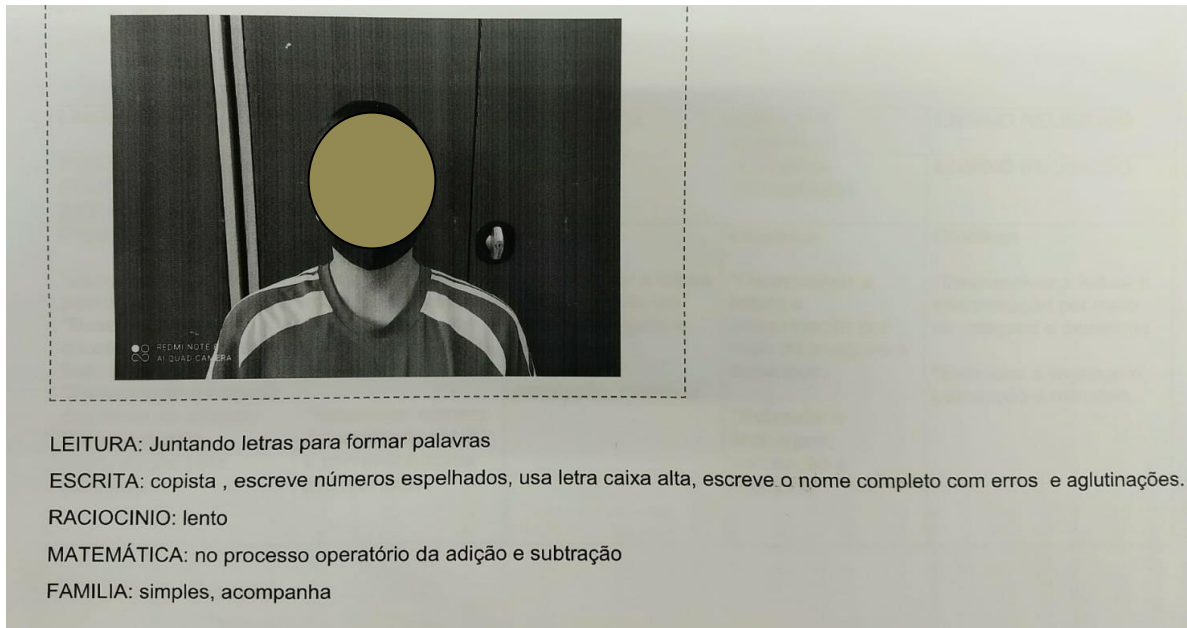 REDMI NOTE 8
AI QUAD CAMERA
LEITURA: Juntando letras para formar palavras
ESCRITA: copista , escreve números espelhados, usa letra caixa alta, escreve o nome completo com erros e aglutinações.
RACIOCINIO: lento
MATEMÁTICA: no processo operatório da adição e subtração
FAMILIA: simples, acompanha